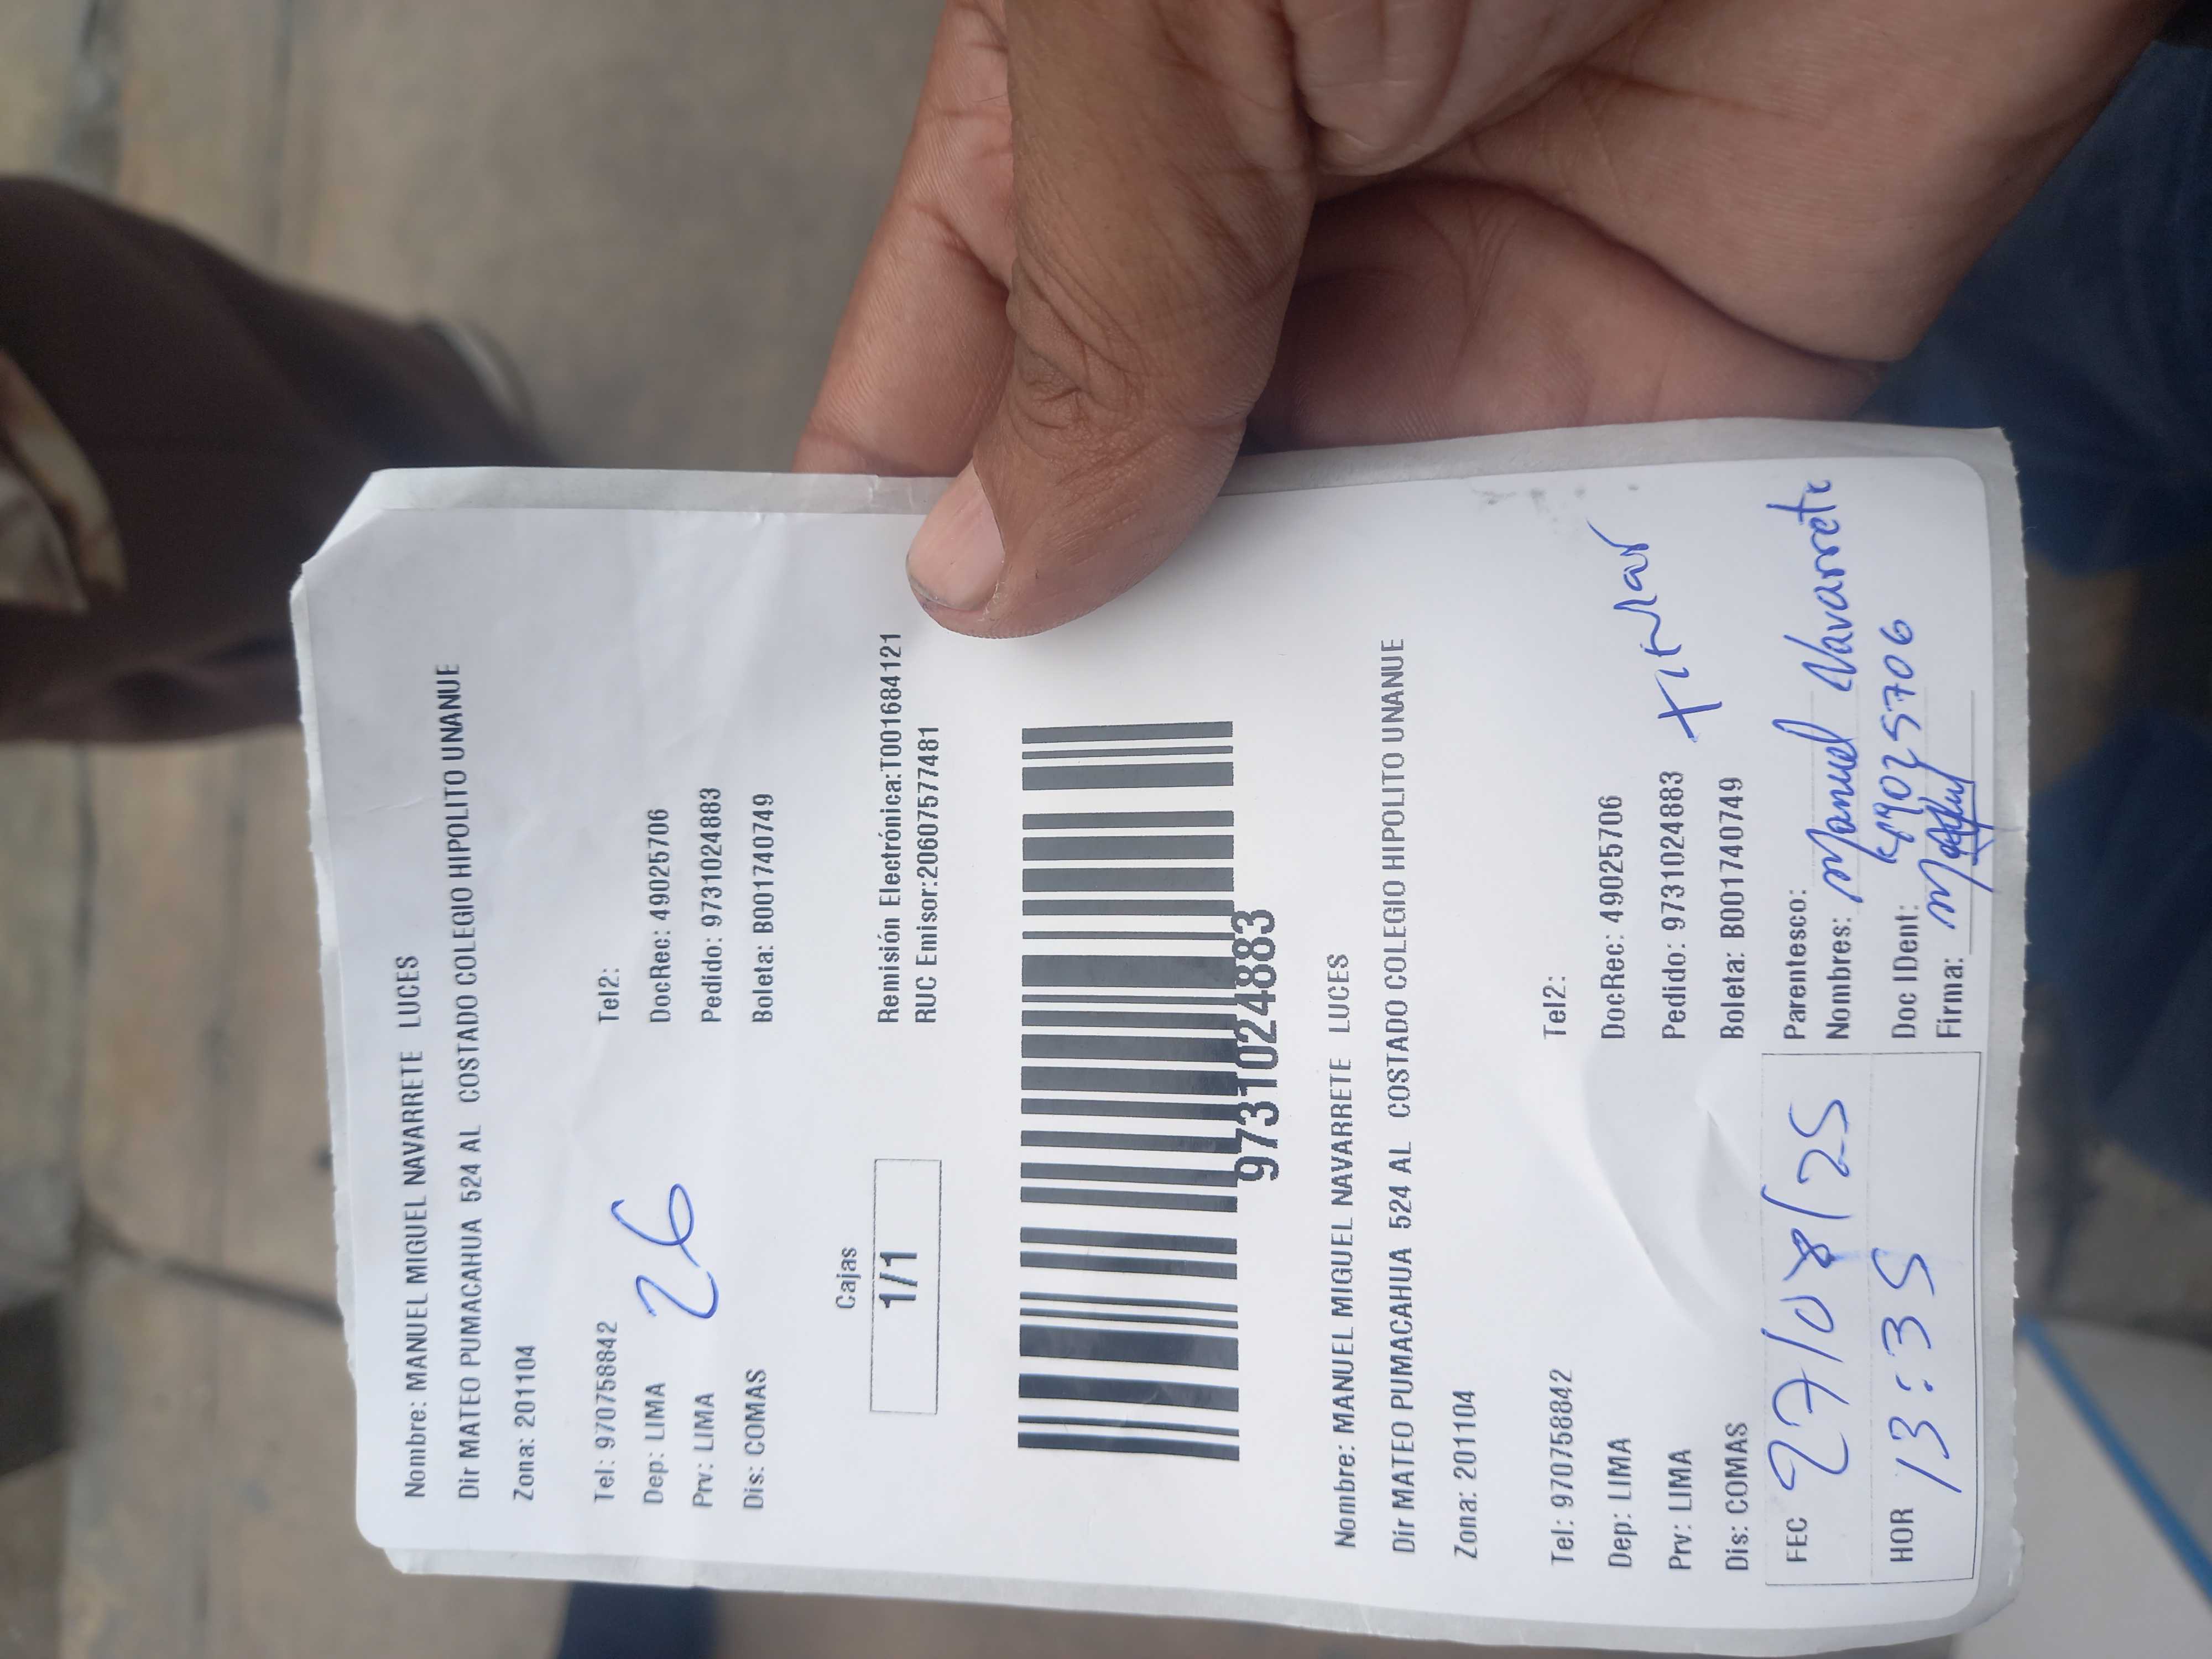 Nombre: MANUEL MIGUEL NAVARRETE LUCES
Dir MATEO PUMACAHUA 524 AL COSTADO COLEGIO HIPOLITO UNANUE
Zona: 201104
Tel: 970758842 Tel2:
Dep: LIMA DocRec: 49025706
26
Prv: LIMA Pedido: 9731024883
Dis: COMAS Boleta: B001740749
Cajas
1/1
Remisión Electrónica:T001684121
RUC Emisor:20607577481
9731024883
Nombre: MANUEL MIGUEL NAVARRETE LUCES
Dir MATEO PUMACAHUA 524 AL COSTADO COLEGIO HIPOLITO UNANUE
Zona: 201104
Tel: 970758842 Tel2:
Dep: LIMA DocRec: 49025706
Prv: LIMA Pedido: 9731024883
titular
Dis: COMAS Boleta: B001740749
FEC 27/08/25 Parentesco:
Nombres: Manuel Navarrete
HOR 13:35 Doc IDent: 49025706
Firma: